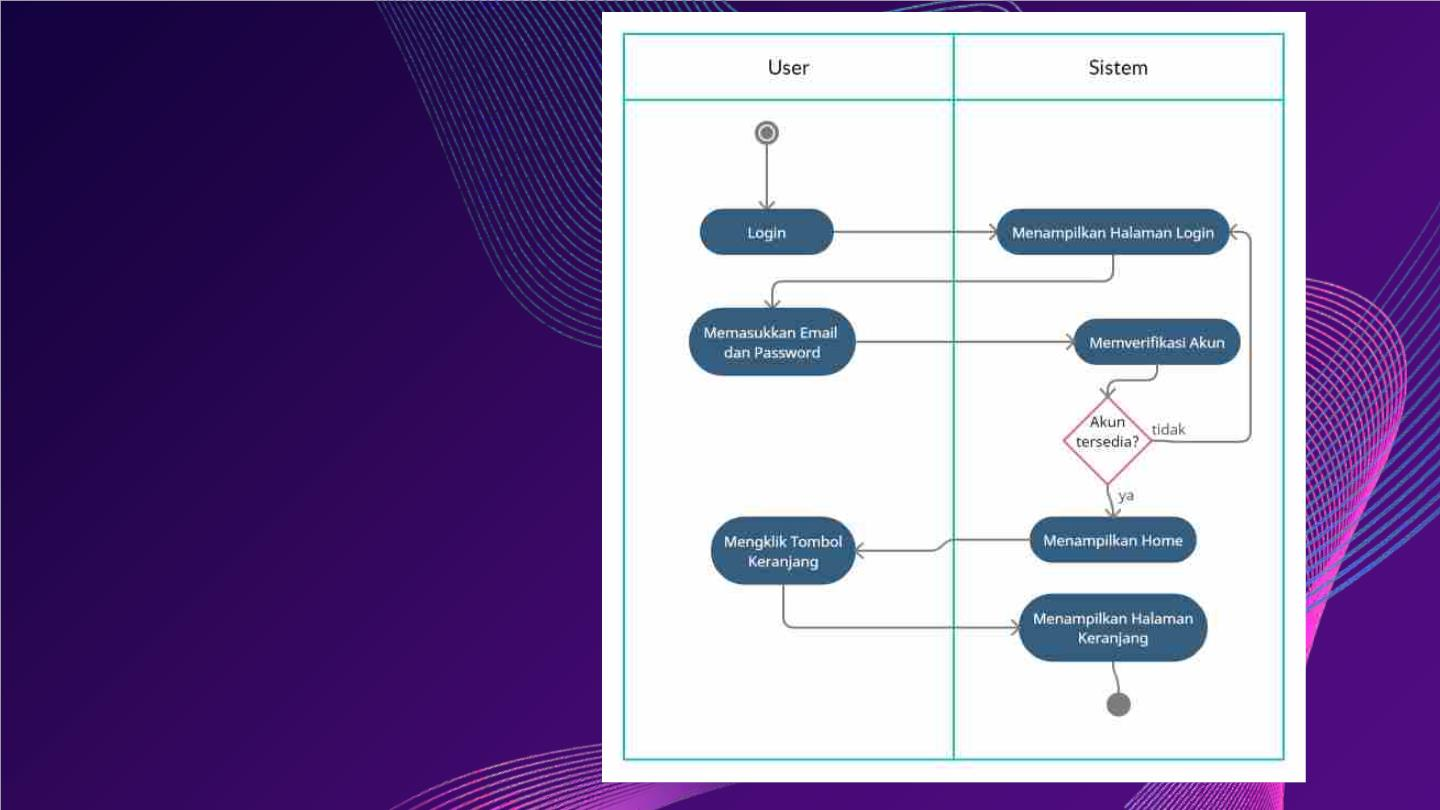 User
Sistem
Login
Menampilkan Halaman Login
Memasukkan Email
dan Password
Memverifikasi Akun
Akun
tersedia?
tidak
ya
Mengklik Tombol
Keranjang
Menampilkan Home
Menampilkan Halaman
Keranjang